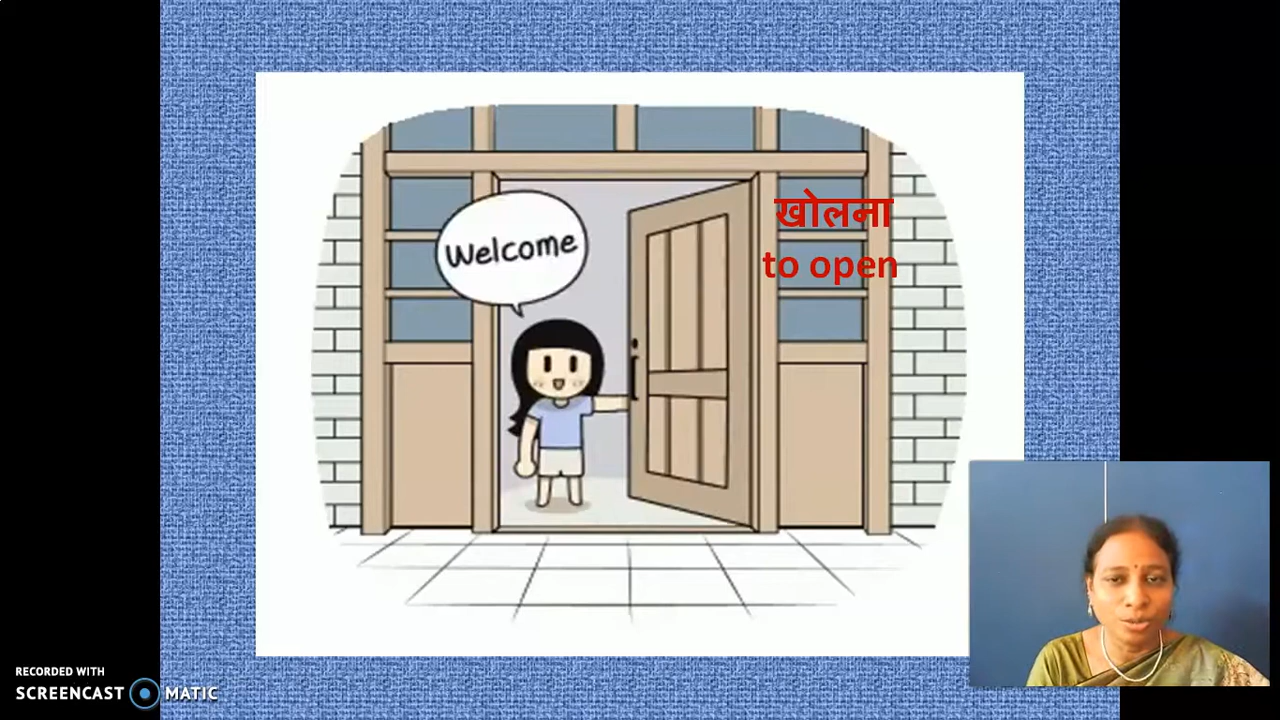 Welcome
खोलना
to open
RECORDED WITH
SCREENCAST MATIC